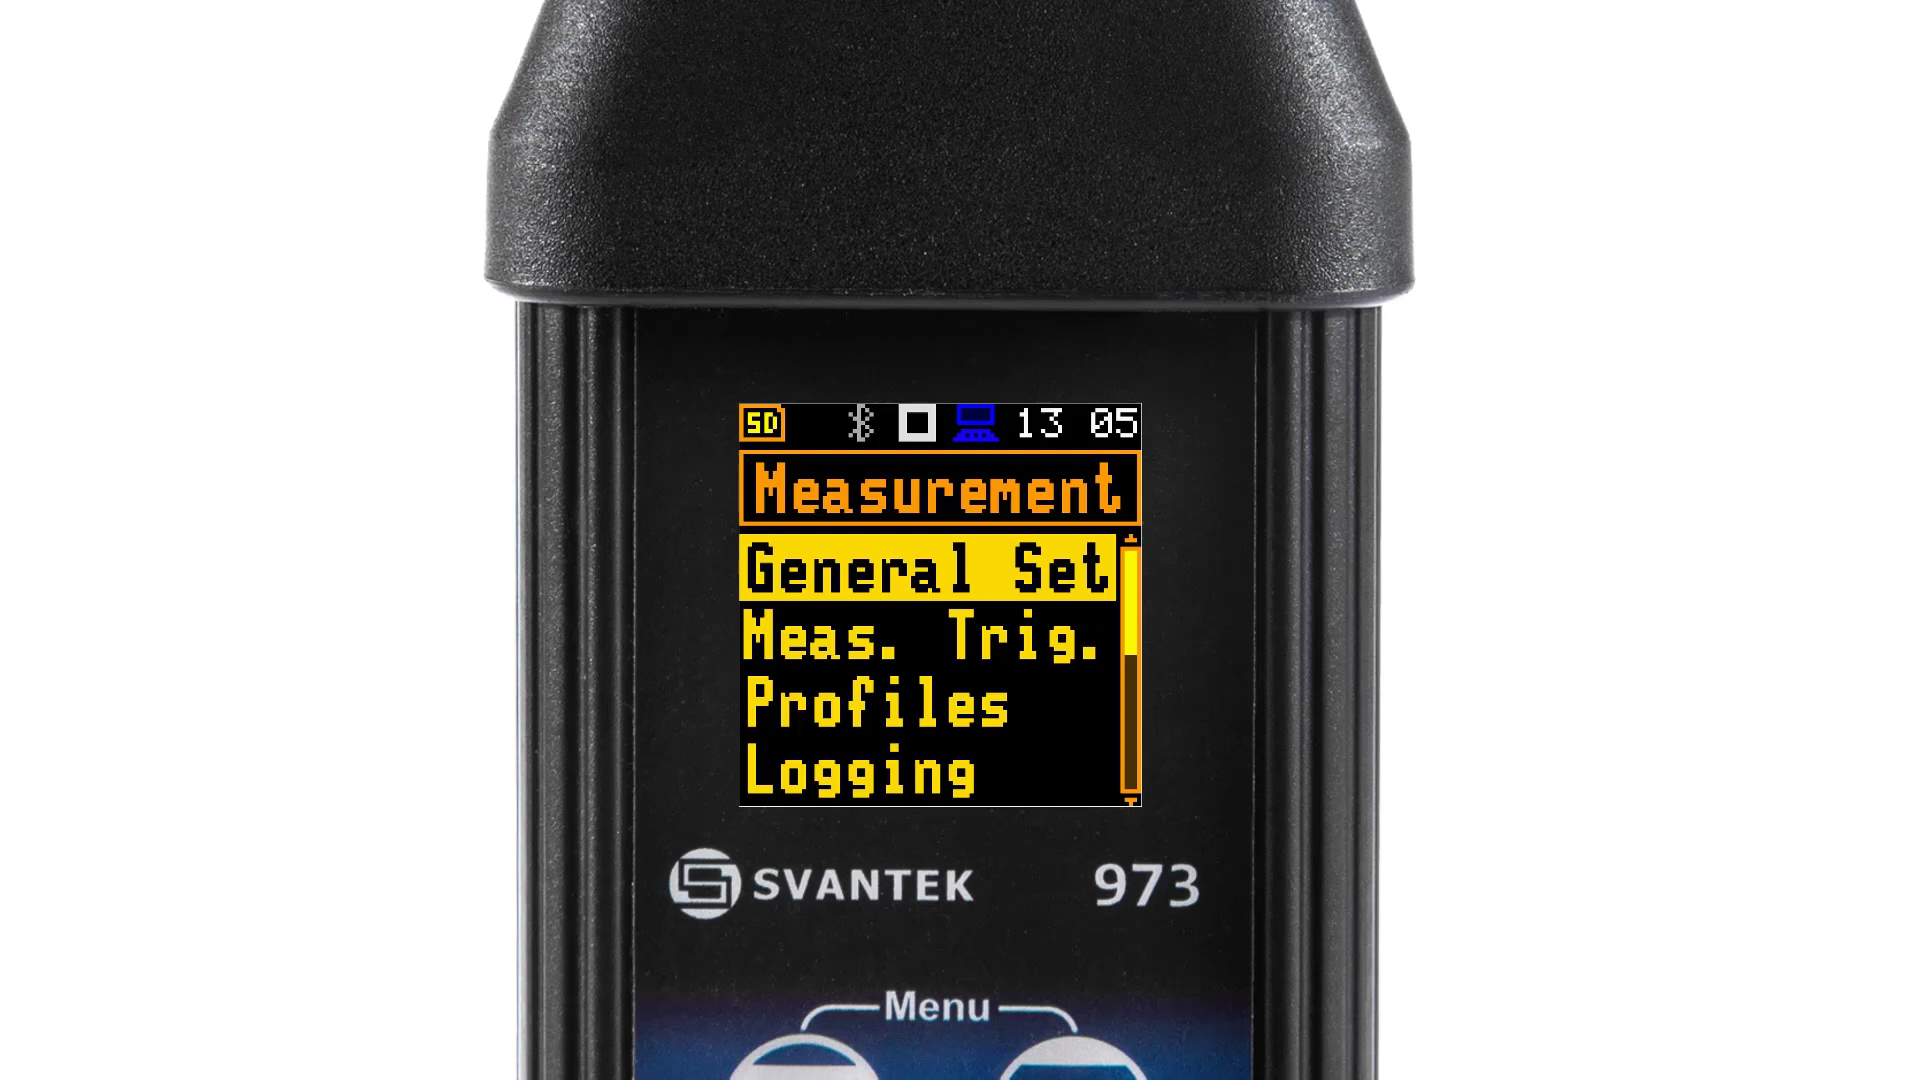 SD 13 05
Measurement
General Set
Meas. Trig.
Profiles
Logging
SVANTEK 973
Menu